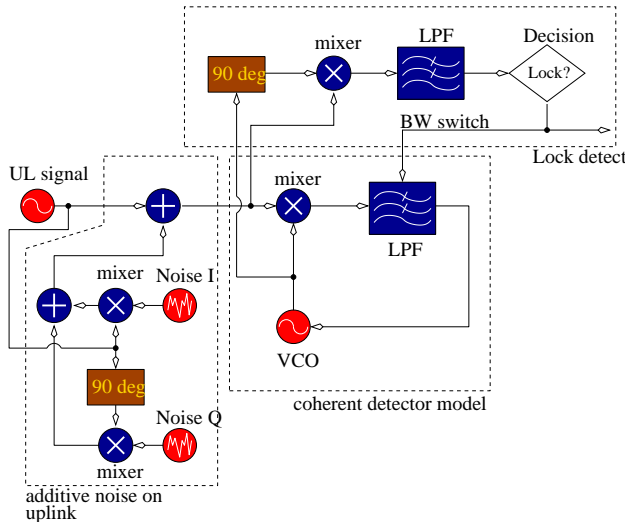 LPF
Decision
mixer
90 deg
Lock?
BW switch
Lock detect
UL signal
mixer
LPF
mixer
Noise I
VCO
90 deg
coherent detector model
Noise Q
mixer
additive noise on
uplink